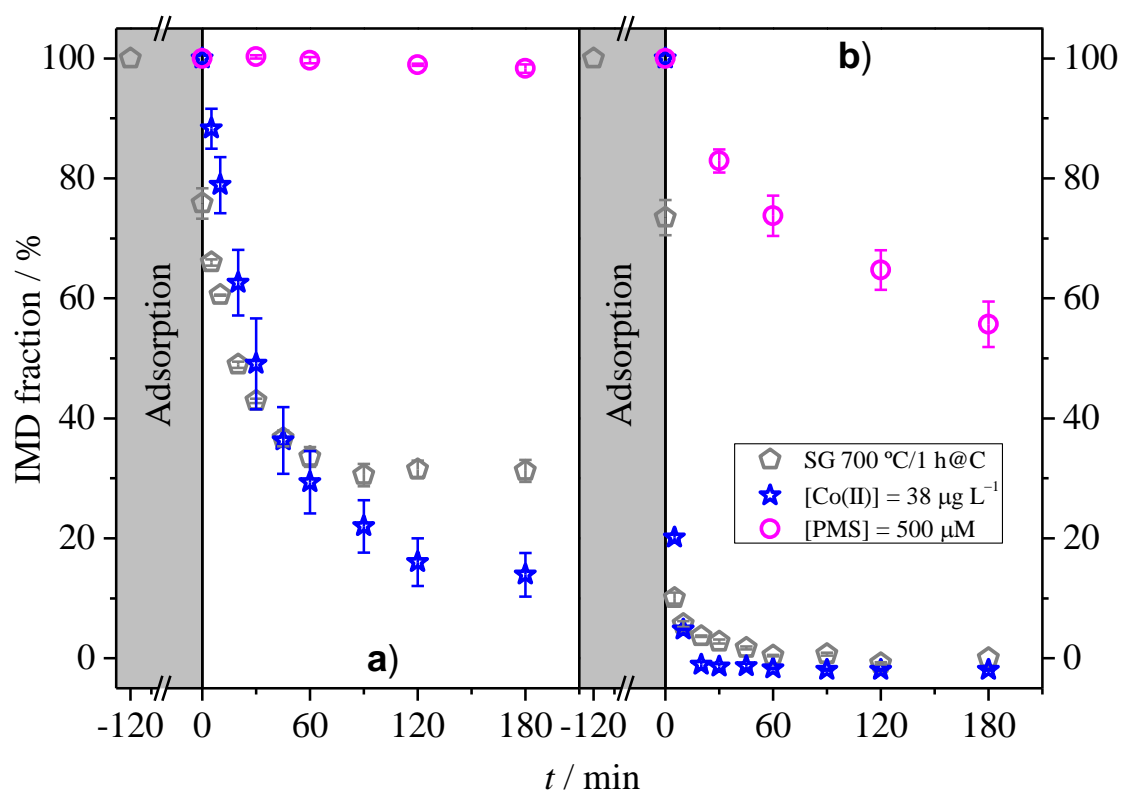 IMD fraction / %
100
80
60
40
20
0
Adsorption
a)
Adsorption
b)
SG 700 ºC/1 h@C
[Co(II)] = 38 μg L⁻¹
[PMS] = 500 μM
100
80
60
40
20
0
-120 0 60 120 180 -120 0 60 120 180
t / min